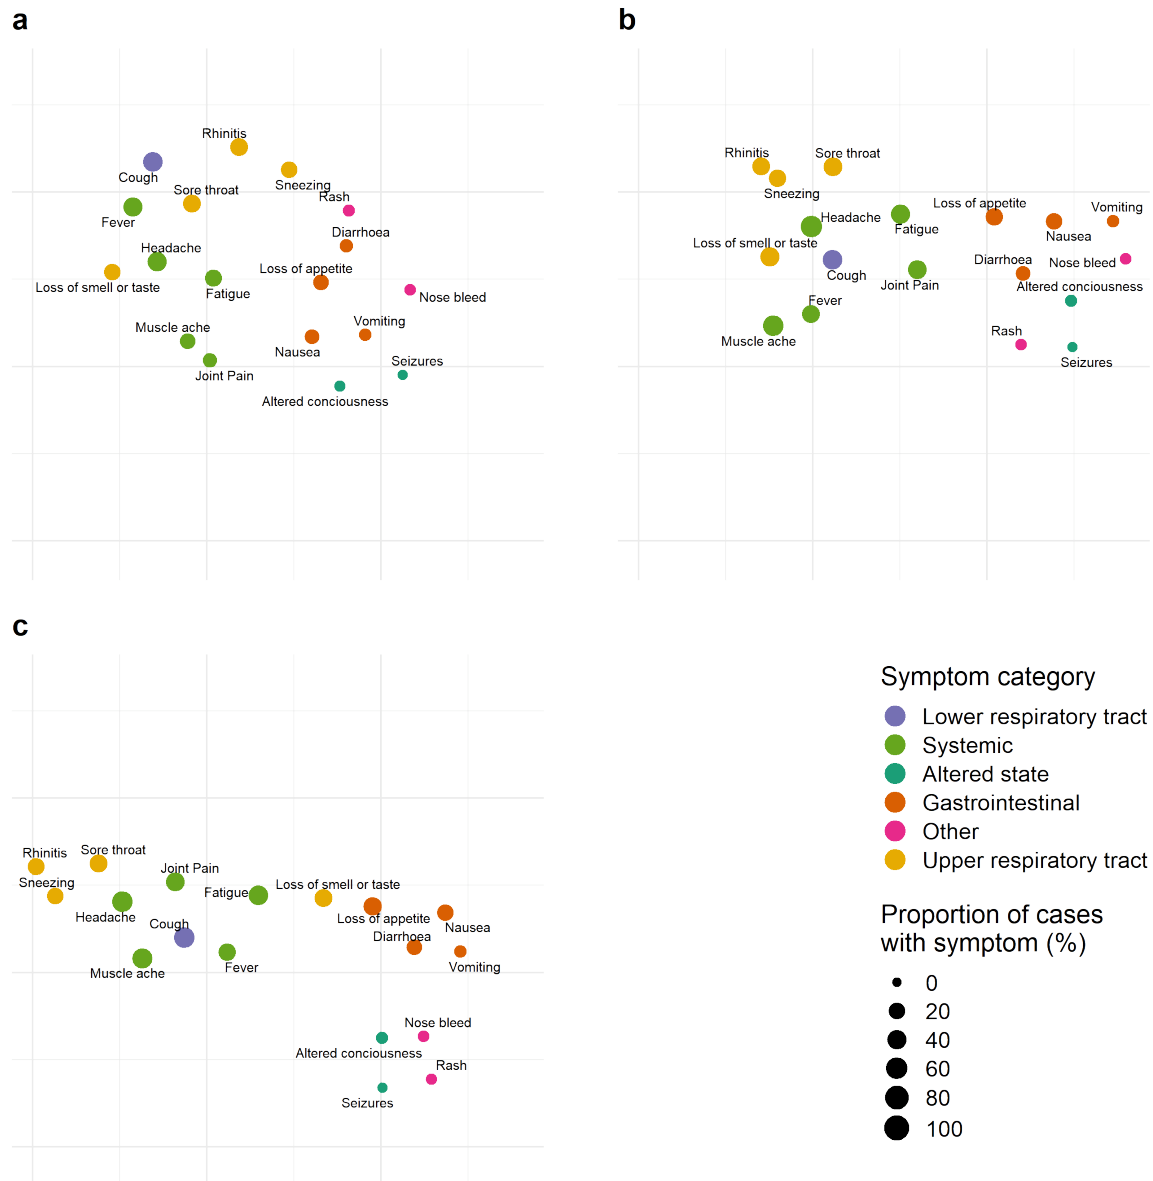 a
Rhinitis
Cough
Sneezing
Sore throat
Rash
Fever
Diarrhoea
Headache
Loss of appetite
Loss of smell or taste
Fatigue
Nose bleed
Muscle ache
Vomiting
Nausea
Seizures
Joint Pain
Altered conciousness
b
Rhinitis
Sore throat
Sneezing
Loss of appetite
Vomiting
Headache
Fatigue
Nausea
Loss of smell or taste
Diarrhoea
Nose bleed
Cough
Joint Pain
Altered conciousness
Fever
Rash
Muscle ache
Seizures
c
Rhinitis
Sore throat
Joint Pain
Sneezing
Fatigue
Loss of smell or taste
Headache
Loss of appetite
Cough
Nausea
Diarrhoea
Muscle ache
Fever
Vomiting
Nose bleed
Altered conciousness
Rash
Seizures
Symptom category
Lower respiratory tract
Systemic
Altered state
Gastrointestinal
Other
Upper respiratory tract
Proportion of cases
with symptom (%)
0
20
40
60
80
100